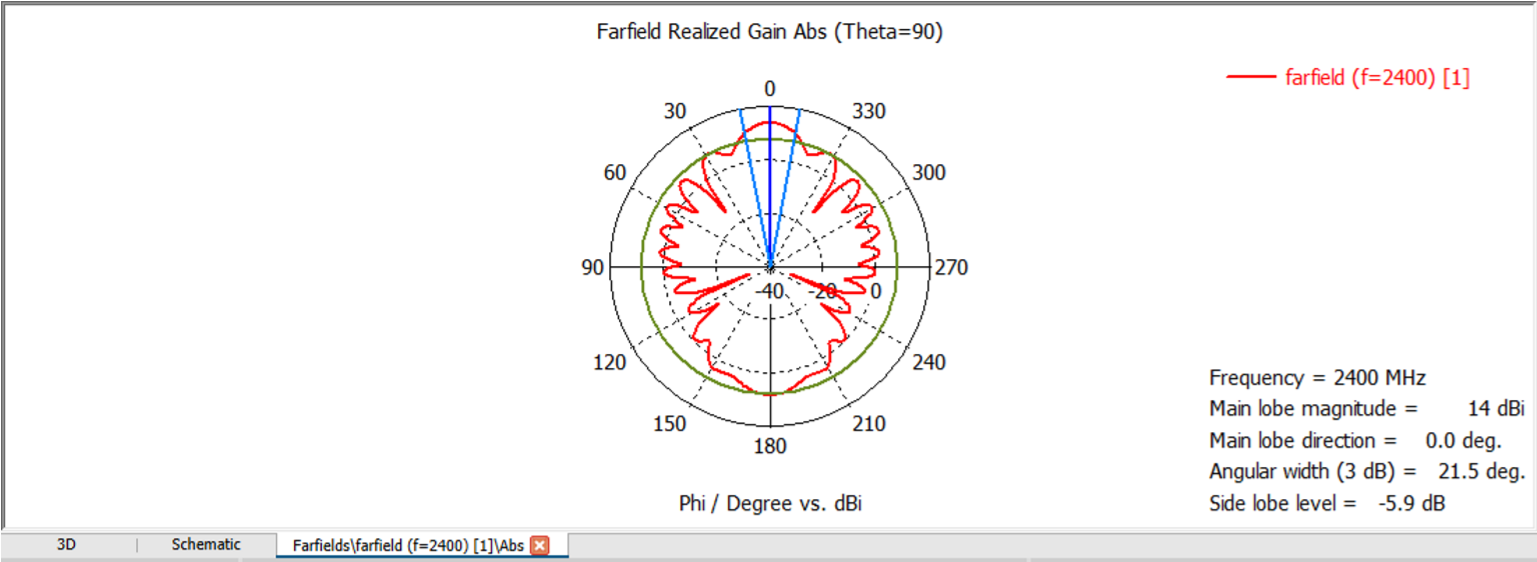 Farfield Realized Gain Abs (Theta=90)
farfield (f=2400) [1]
0
30
330
60
300
90
270
-40
-20
0
120
240
150
210
180
Frequency = 2400 MHz
Main lobe magnitude = 14 dBi
Main lobe direction = 0.0 deg.
Angular width (3 dB) = 21.5 deg.
Side lobe level = -5.9 dB
Phi / Degree vs. dBi
3D
Schematic
Farfields\farfield (f=2400) [1]\Abs